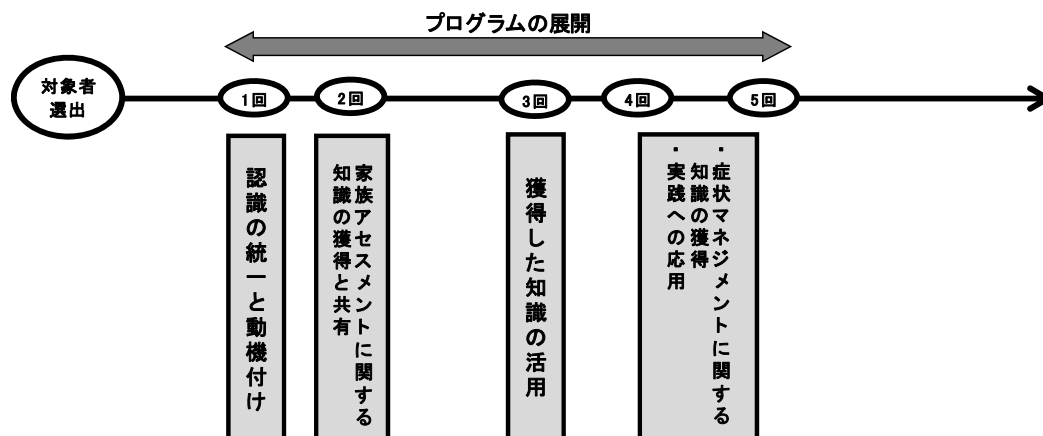 プログラムの展開
対象者
選出
1回
2回
3回
4回
5回
認識の統一と動機付け
家族アセスメントに関する
知識の獲得と共有
獲得した知識の活用
・症状マネジメントに関する
知識の獲得
・実践への応用